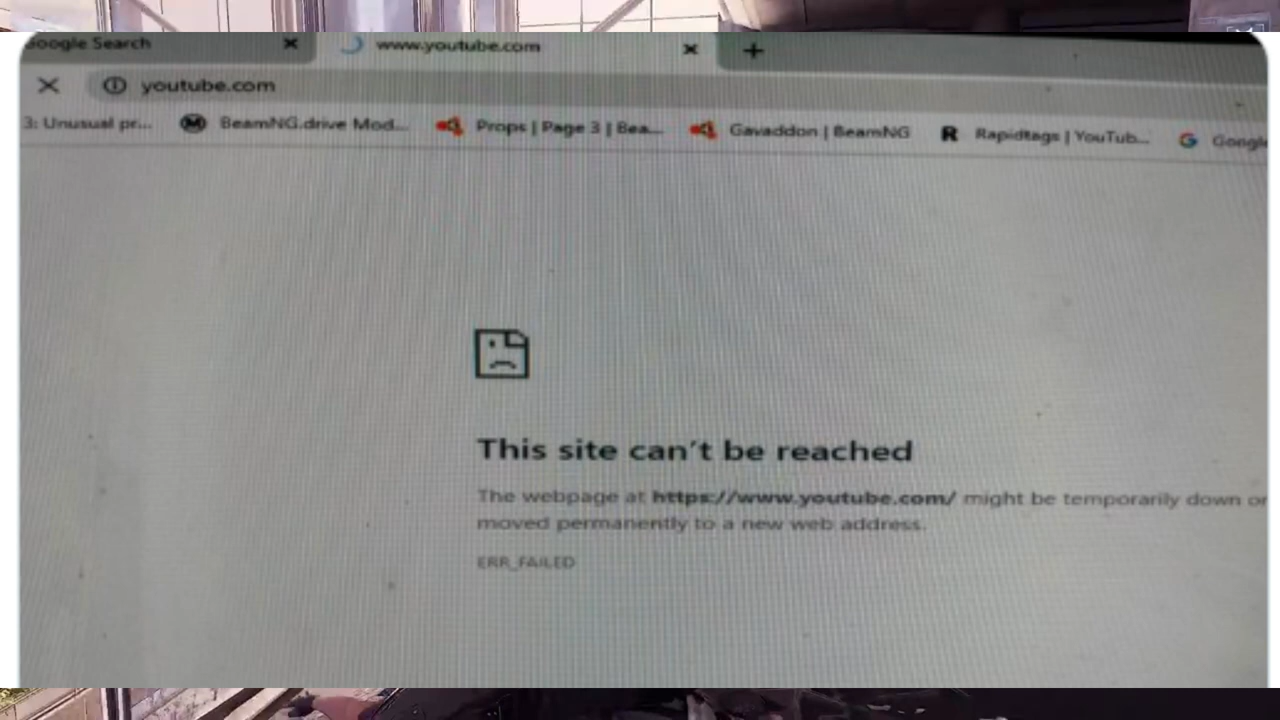 Google Search
www.youtube.com
youtube.com
3: Unusual pr...
BeamNG.drive Mod...
Props | Page 3 | Bea...
Gavaddon | BeamNG
R Rapidtags | YouTub...
G Google
This site can't be reached
The webpage at https://www.youtube.com/ might be temporarily down or
moved permanently to a new web address.
ERR_FAILED